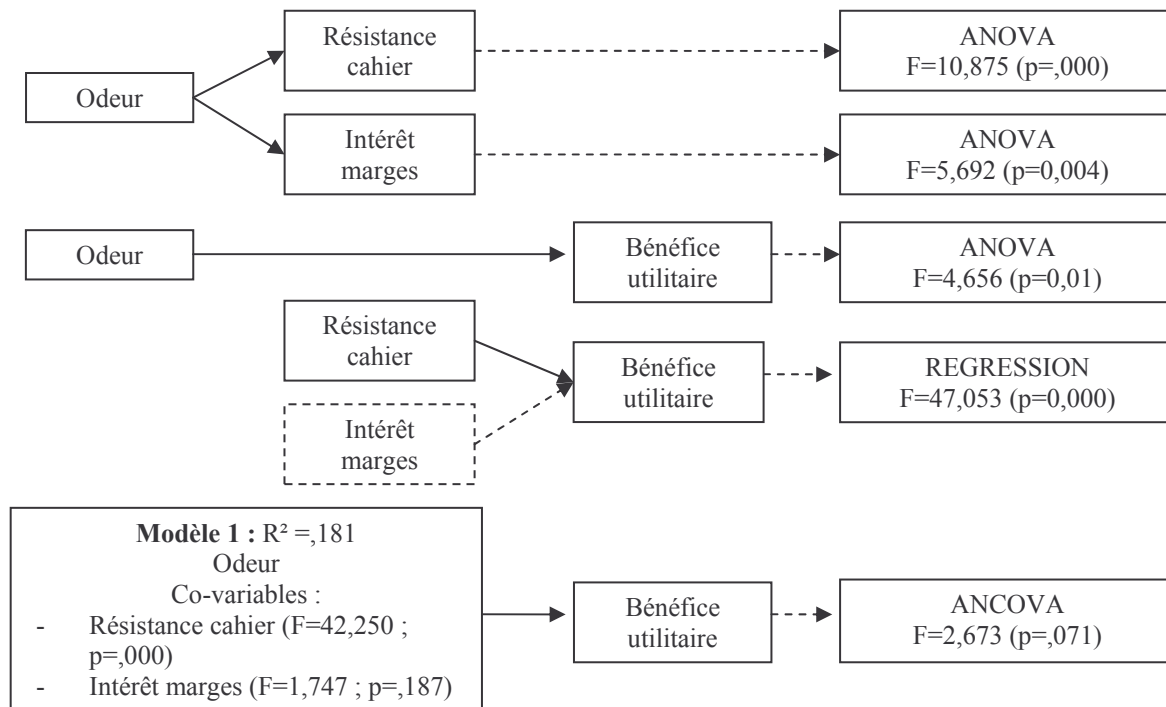 Odeur
Résistance
cahier
ANOVA
F=10,875 (p=,000)
Intérêt
marges
ANOVA
F=5,692 (p=0,004)
Odeur
Bénéfice
utilitaire
ANOVA
F=4,656 (p=0,01)
Résistance
cahier
Intérêt
marges
Bénéfice
utilitaire
REGRESSION
F=47,053 (p=0,000)
Modèle 1 : R² =,181
Odeur
Co-variables :
- Résistance cahier (F=42,250 ;
p=,000)
- Intérêt marges (F=1,747 ; p=,187)
Bénéfice
utilitaire
ANCOVA
F=2,673 (p=,071)